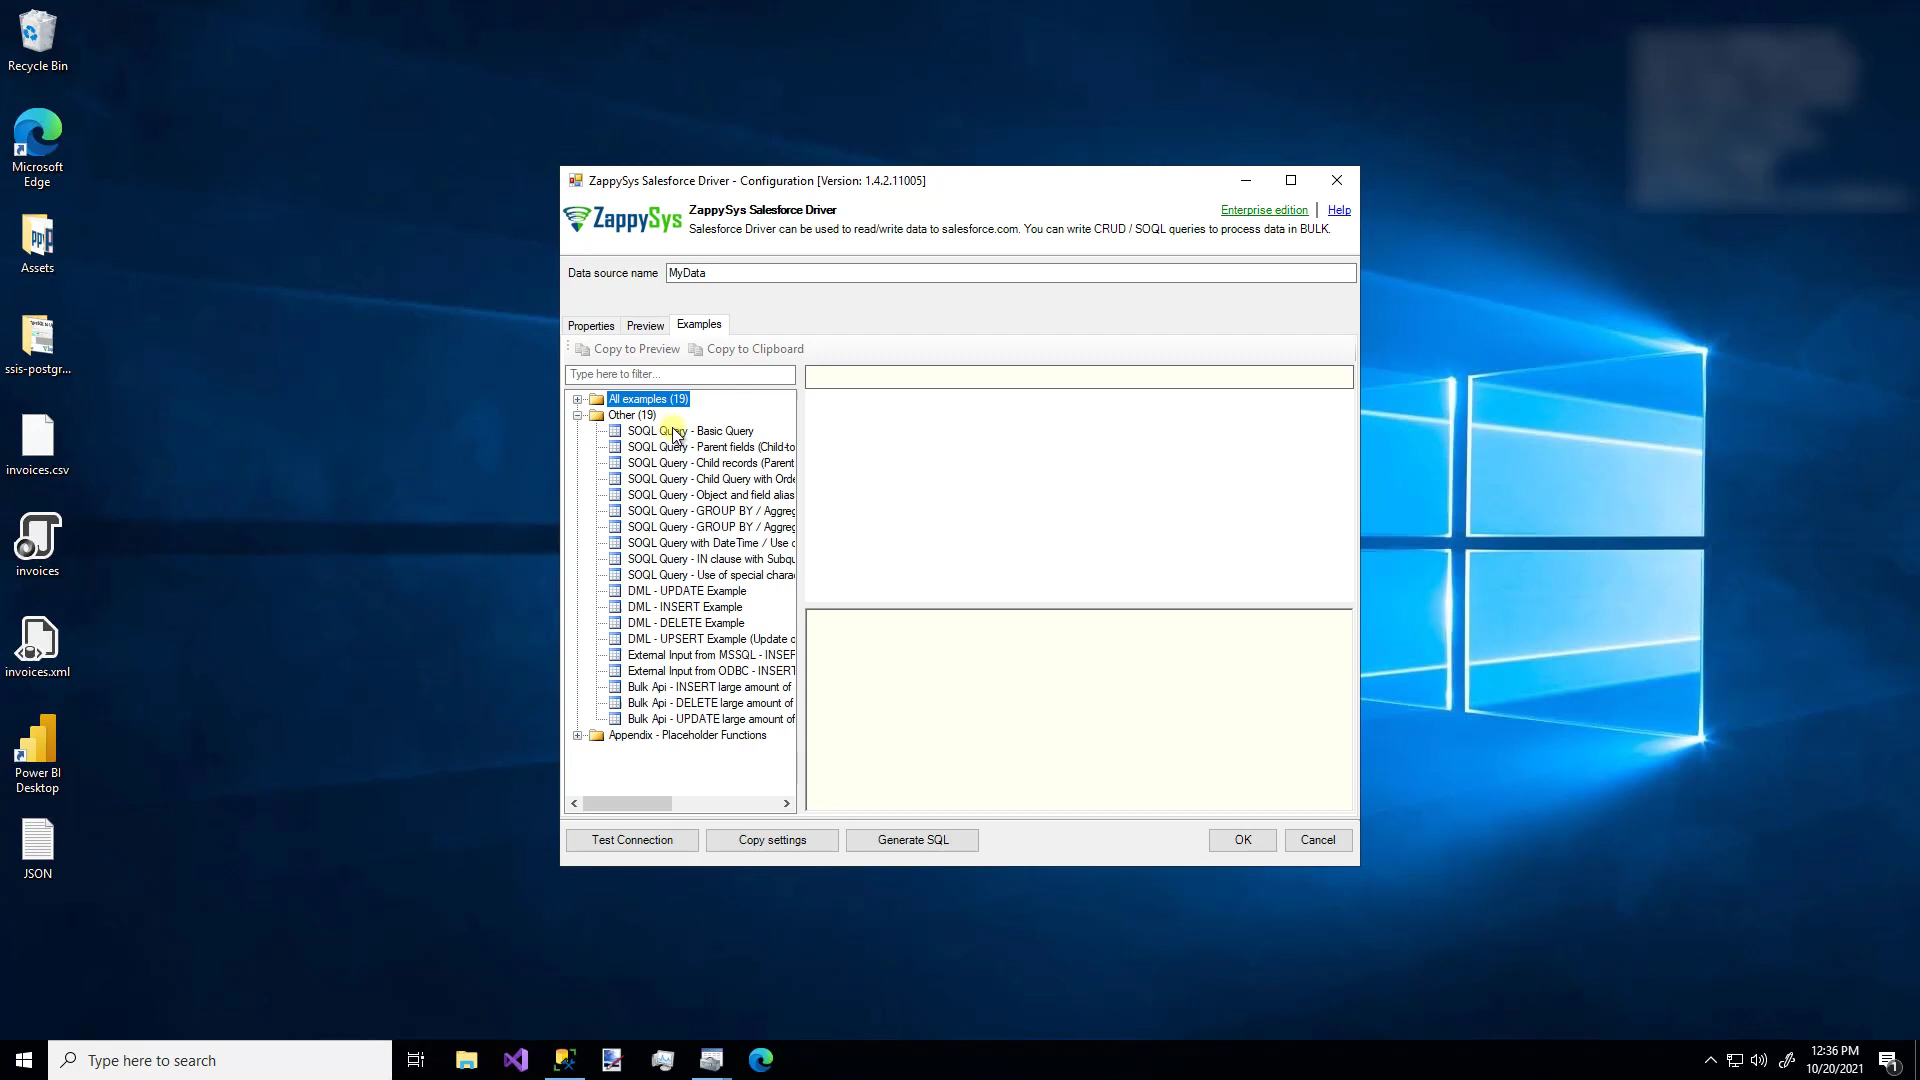 Recycle Bin
Microsoft
Edge
Assets
ssis-postgr...
invoices.csv
invoices
invoices.xml
Power BI
Desktop
JSON
ZappySys Salesforce Driver - Configuration [Version: 1.4.2.11005]
ZappySys
ZappySys Salesforce Driver
Enterprise edition
Help
Salesforce Driver can be used to read/write data to salesforce.com. You can write CRUD / SOQL queries to process data in BULK.
Data source name
MyData
Properties
Preview
Examples
Copy to Preview
Copy to Clipboard
Type here to filter...
All examples (19)
Other (19)
SOQL Query - Basic Query
SOQL Query - Parent fields (Child-to
SOQL Query - Child records (Parent
SOQL Query - Child Query with Orde
SOQL Query - Object and field alias
SOQL Query - GROUP BY / Aggreg
SOQL Query - GROUP BY / Aggreg
SOQL Query with DateTime / Use o
SOQL Query - IN clause with Subqu
SOQL Query - Use of special chara
DML - UPDATE Example
DML - INSERT Example
DML - DELETE Example
DML - UPSERT Example (Update o
External Input from MSSQL - INSEF
External Input from ODBC - INSERT
Bulk Api - INSERT large amount of
Bulk Api - DELETE large amount of
Bulk Api - UPDATE large amount of
Appendix - Placeholder Functions
Test Connection
Copy settings
Generate SQL
OK
Cancel
Type here to search
12:36 PM
10/20/2021
1